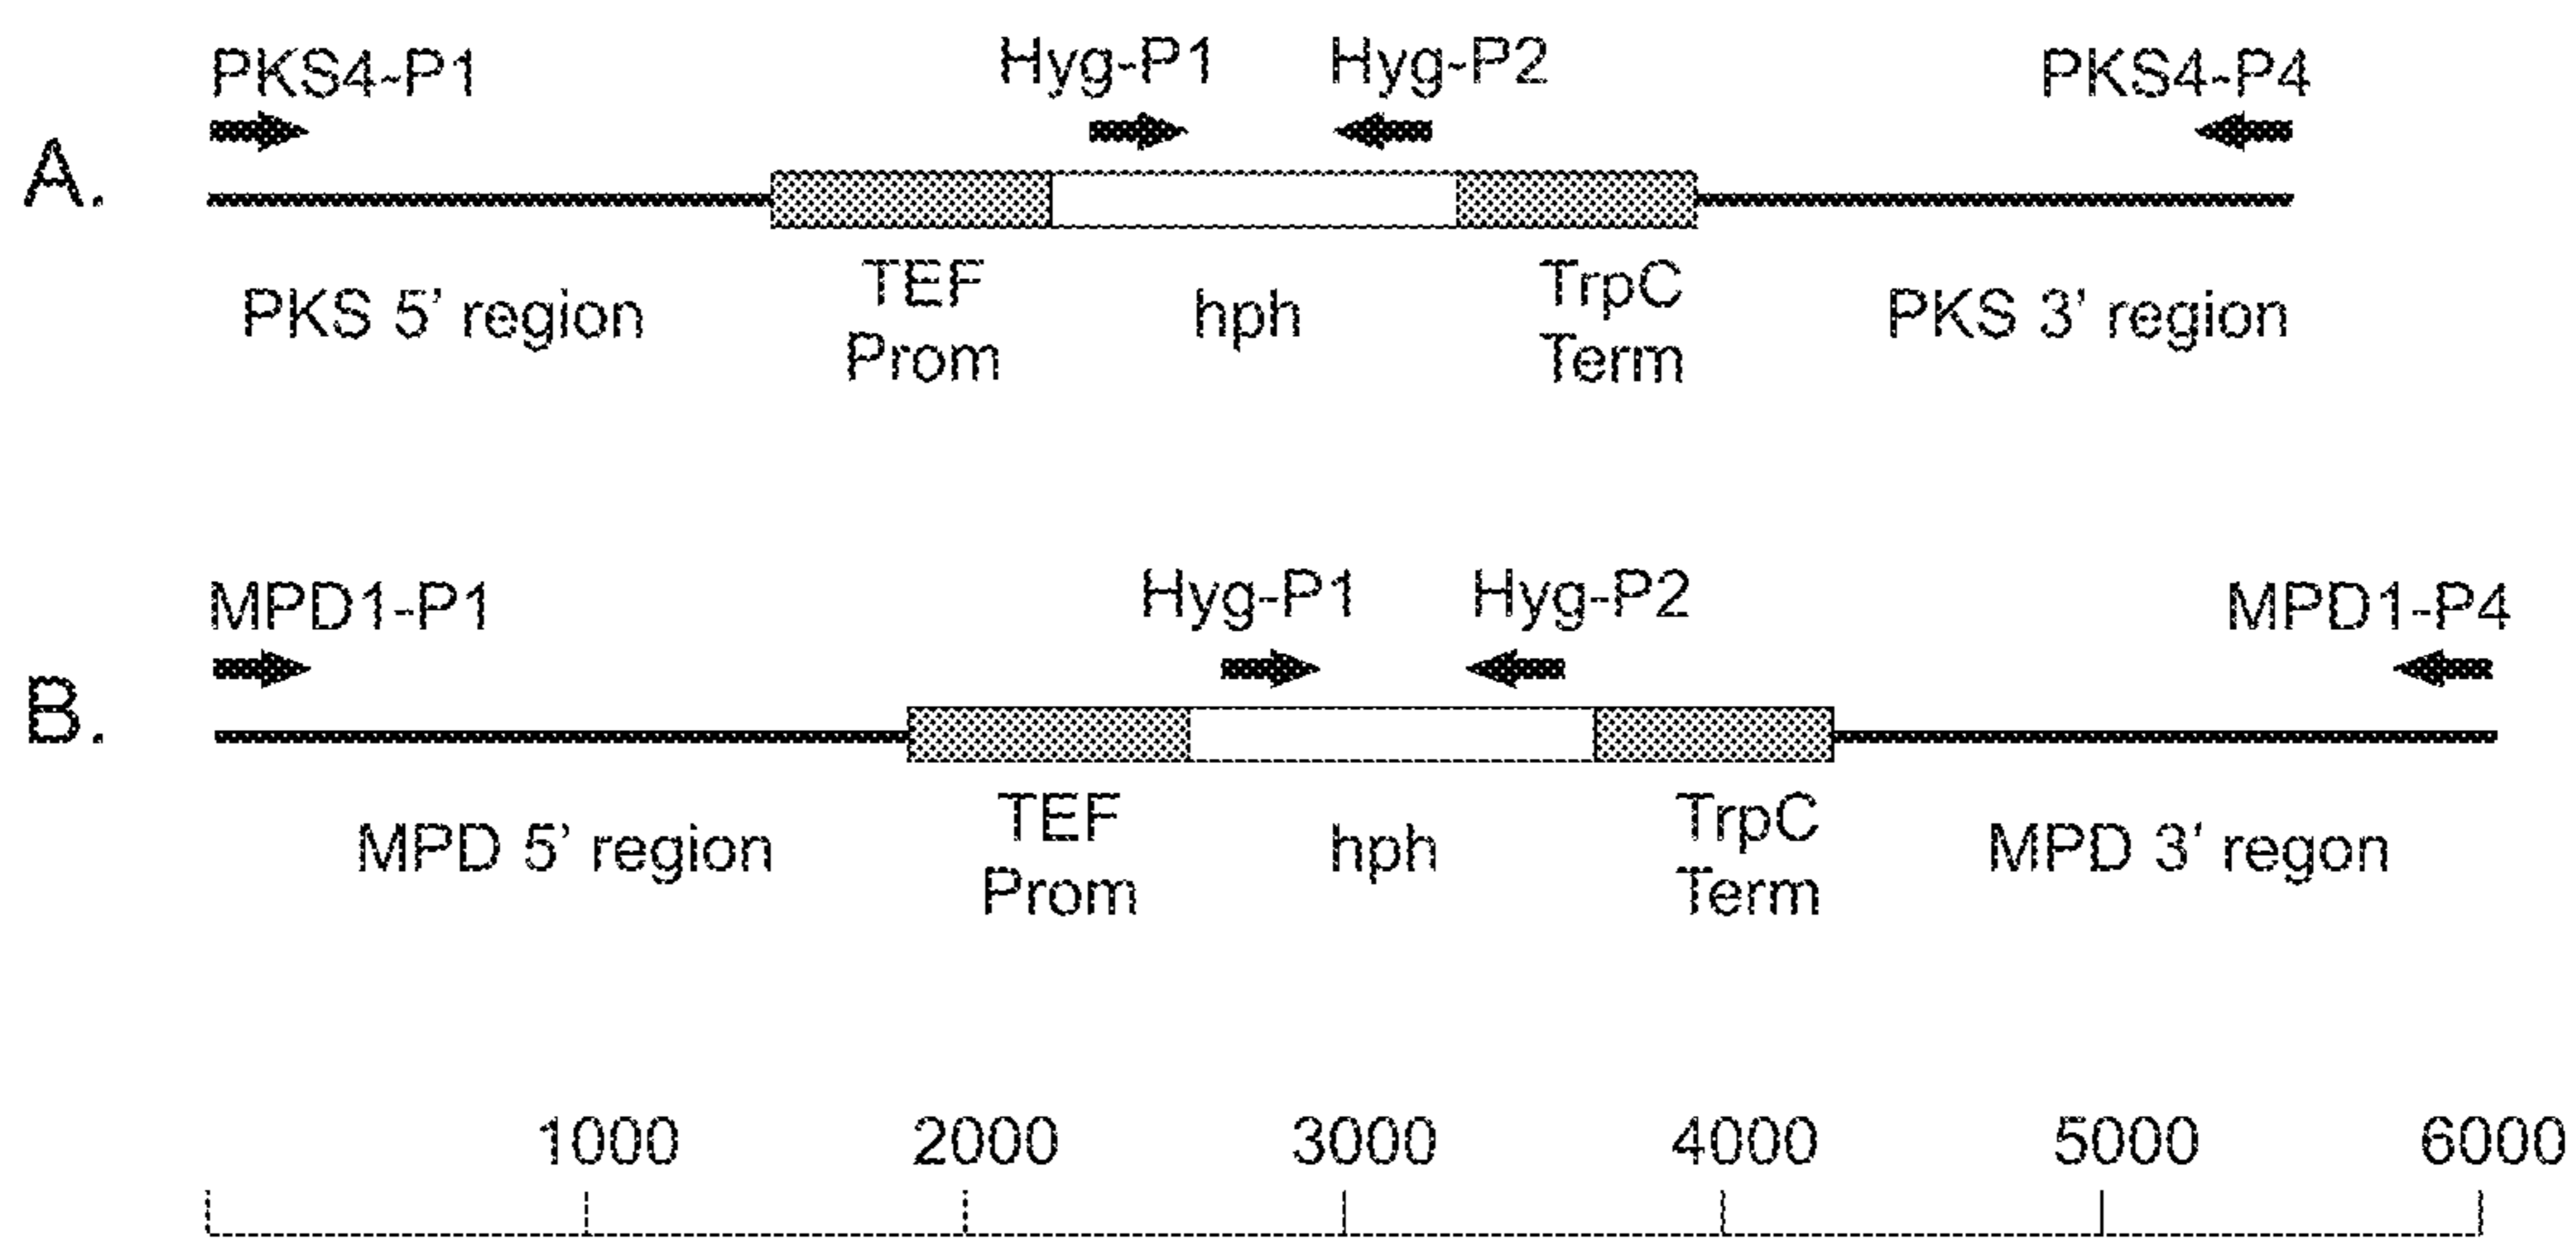 PKS4-P1 Hyg-P1 Hyg-P2 PKS4-P4
A.
PKS 5' region TEF Prom hph TrpC Term PKS 3' region
MPD1-P1 Hyg-P1 Hyg-P2 MPD1-P4
B.
MPD 5' region TEF Prom hph TrpC Term MPD 3' regon
1000 2000 3000 4000 5000 6000